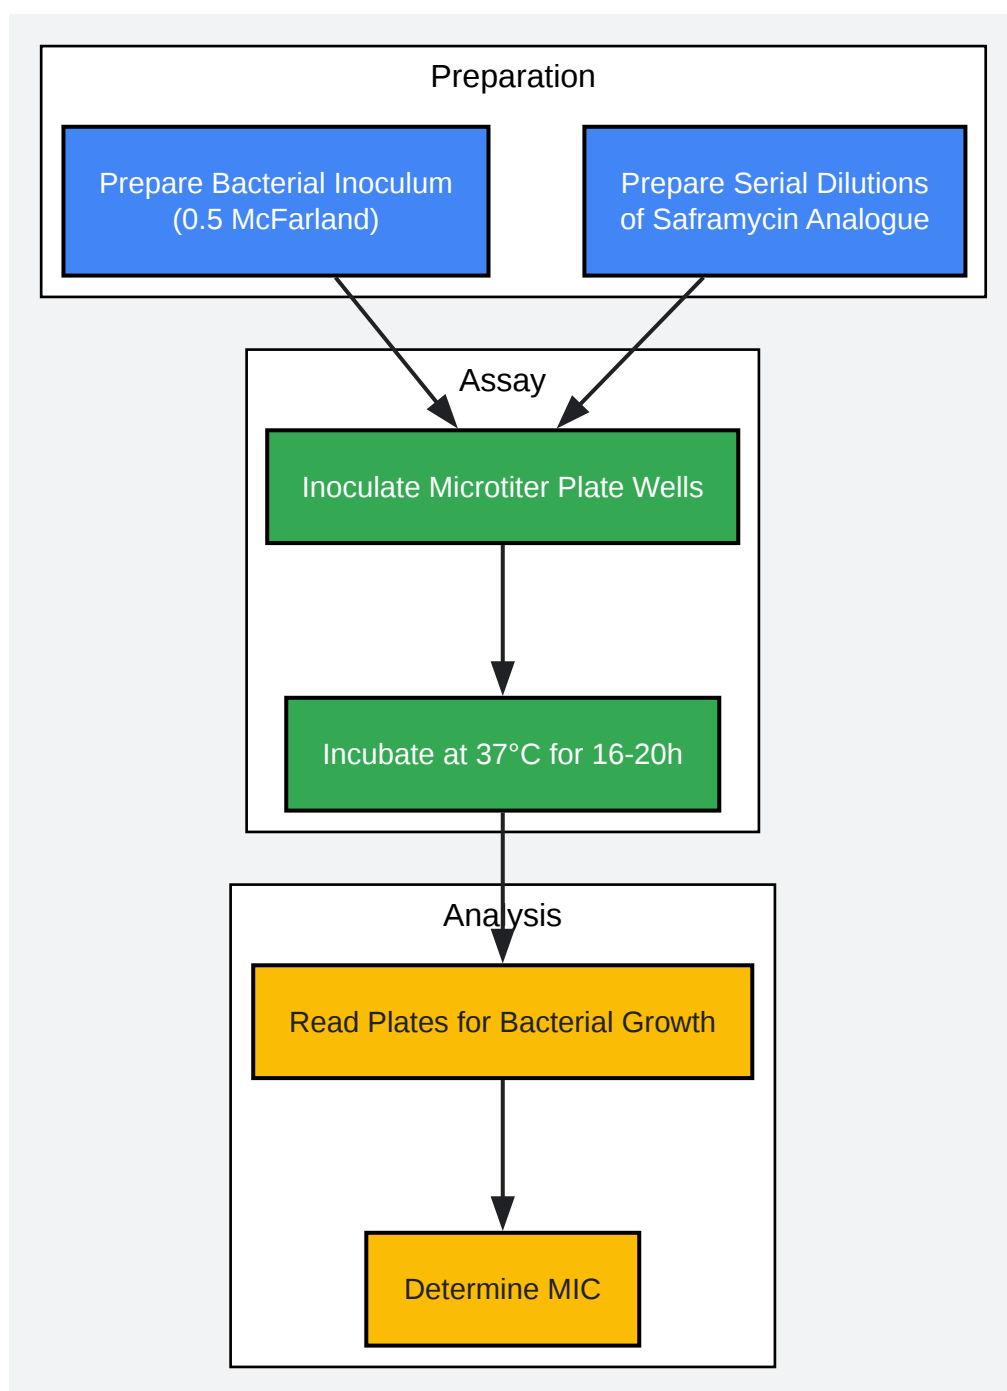 Preparation
Prepare Bacterial Inoculum
(0.5 McFarland)
Prepare Serial Dilutions
of Saframycin Analogue
Assay
Inoculate Microtiter Plate Wells
Incubate at 37°C for 16-20h
Analysis
Read Plates for Bacterial Growth
Determine MIC